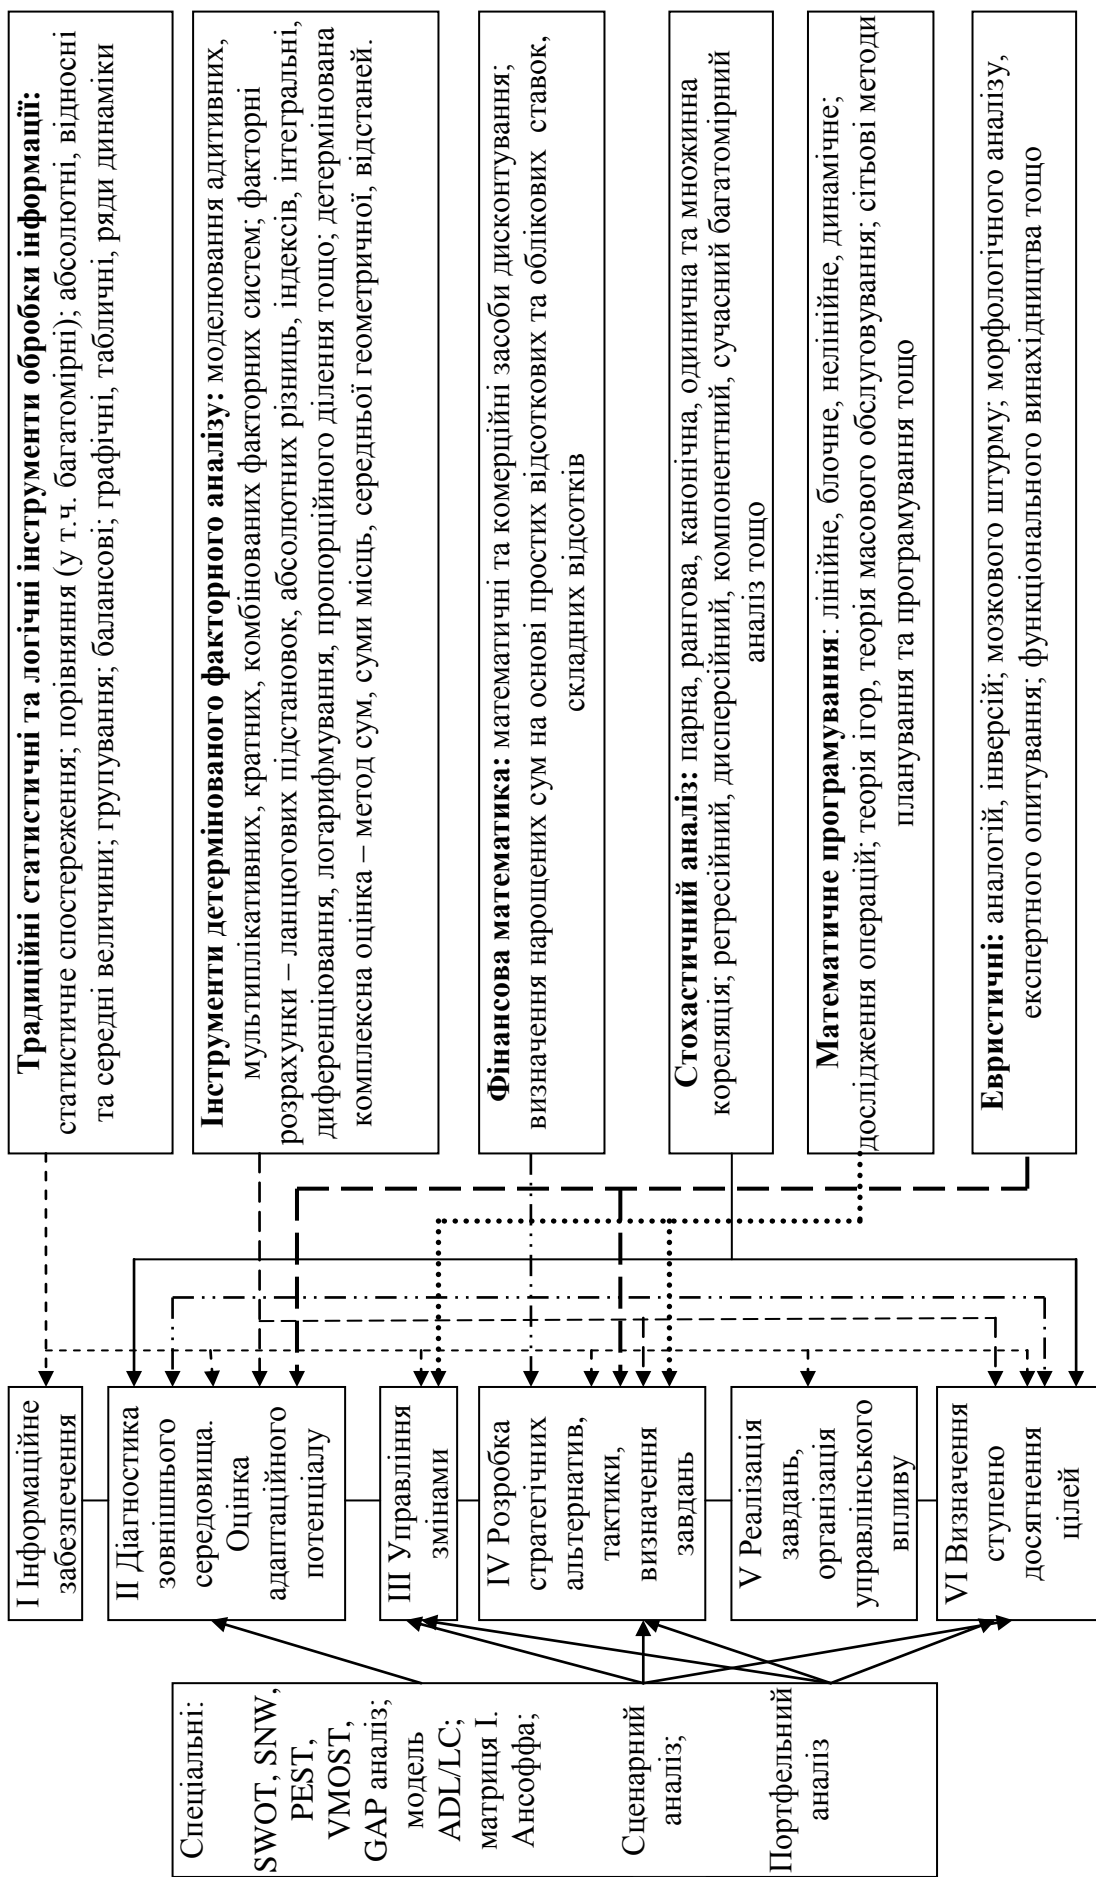 Спеціальні:
SWOT, SNW,
PEST,
VMOST,
GAP аналіз;
модель
ADL/LC;
матриця І.
Ансоффа;
Сценарний
аналіз;
Портфельний
аналіз
I Інформаційне
забезпечення
II Діагностика
зовнішнього
середовища.
Оцінка
адаптаційного
потенціалу
III Управління
змінами
IV Розробка
стратегічних
альтернатив,
тактики,
визначення
завдань
V Реалізація
завдань,
організація
управлінського
впливу
VI Визначення
ступеню
досягнення
цілей
Традиційні статистичні та логічні інструменти обробки інформації:
статистичне спостереження; порівняння (у т. ч. багатомірні); абсолютні, відносні
та середні величини; групування; балансові; графічні, табличні, ряди динаміки
Інструменти детермінованого факторного аналізу: моделювання адитивних,
мультиплікативних, кратних, комбінованих факторних систем; факторні
розрахунки – ланцюгових підстановок, абсолютних різниць, індексів, інтегральні,
диференціювання, логарифмування, пропорційного ділення тощо; детермінована
комплексна оцінка – метод сум, суми місць, середньої геометричної, відстаней.
Фінансова математика: математичні та комерційні засоби дисконтування;
визначення нарощених сум на основі простих відсоткових та облікових ставок,
складних відсотків
Стохастичний аналіз: парна, рангова, канонічна, одинична та множинна
кореляція; регресійний, дисперсійний, компонентний, сучасний багатомірний
аналіз тощо
Математичне програмування: лінійне, блочне, нелінійне, динамічне;
дослідження операцій; теорія ігор, теорія масового обслуговування; сітьові методи
планування та програмування тощо
Евристичні: аналогій, інверсій; мозкового штурму; морфологічного аналізу,
експертного опитування; функціонального винахідництва тощо